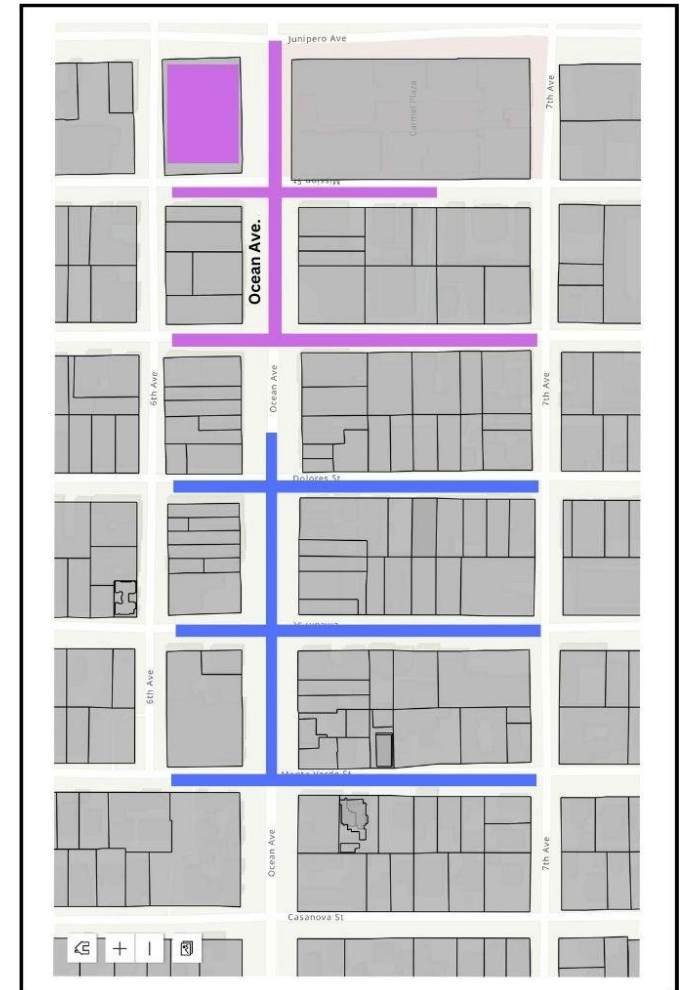 Junipero Ave
7th Ave
Carmel Plaza
Mission St
Ocean Ave.
6th Ave
Ocean Ave
7th Ave
Dolores St
6th Ave
Monte Verde St
Ocean Ave
7th Ave
Casanova St